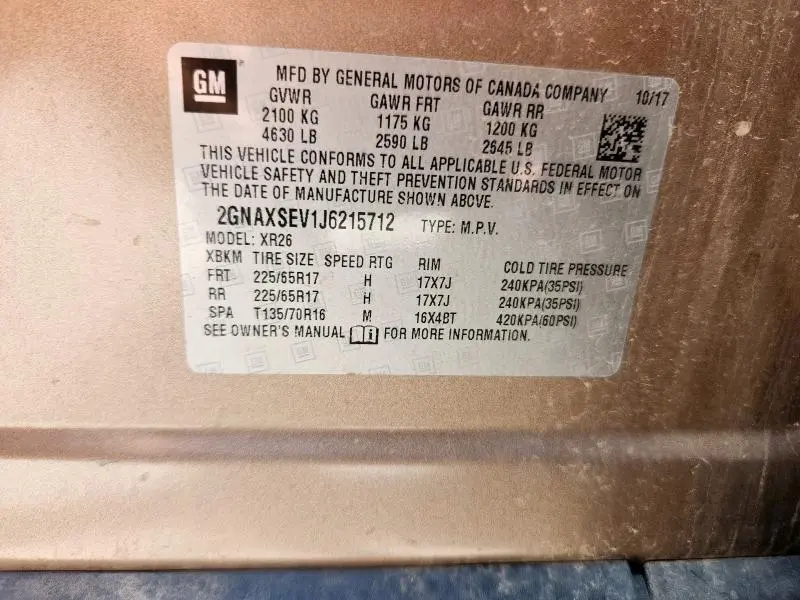 GM
MFD BY GENERAL MOTORS OF CANADA COMPANY 10/17
GVWR GAWR FRT GAWR RR
2100 KG 1175 KG 1200 KG
4630 LB 2590 LB 2645 LB
THIS VEHICLE CONFORMS TO ALL APPLICABLE U.S. FEDERAL MOTOR
VEHICLE SAFETY AND THEFT PREVENTION STANDARDS IN EFFECT ON
THE DATE OF MANUFACTURE SHOWN ABOVE.
2GNAXSEV1J6215712 TYPE: M.P.V.
MODEL: XR26
XBKM TIRE SIZE SPEED RTG RIM COLD TIRE PRESSURE
FRT 225/65R17 H 17X7J 240KPA(35PSI)
RR 225/65R17 H 17X7J 240KPA(35PSI)
SPA T135/70R16 M 16X4BT 420KPA(60PSI)
SEE OWNER'S MANUAL FOR MORE INFORMATION.